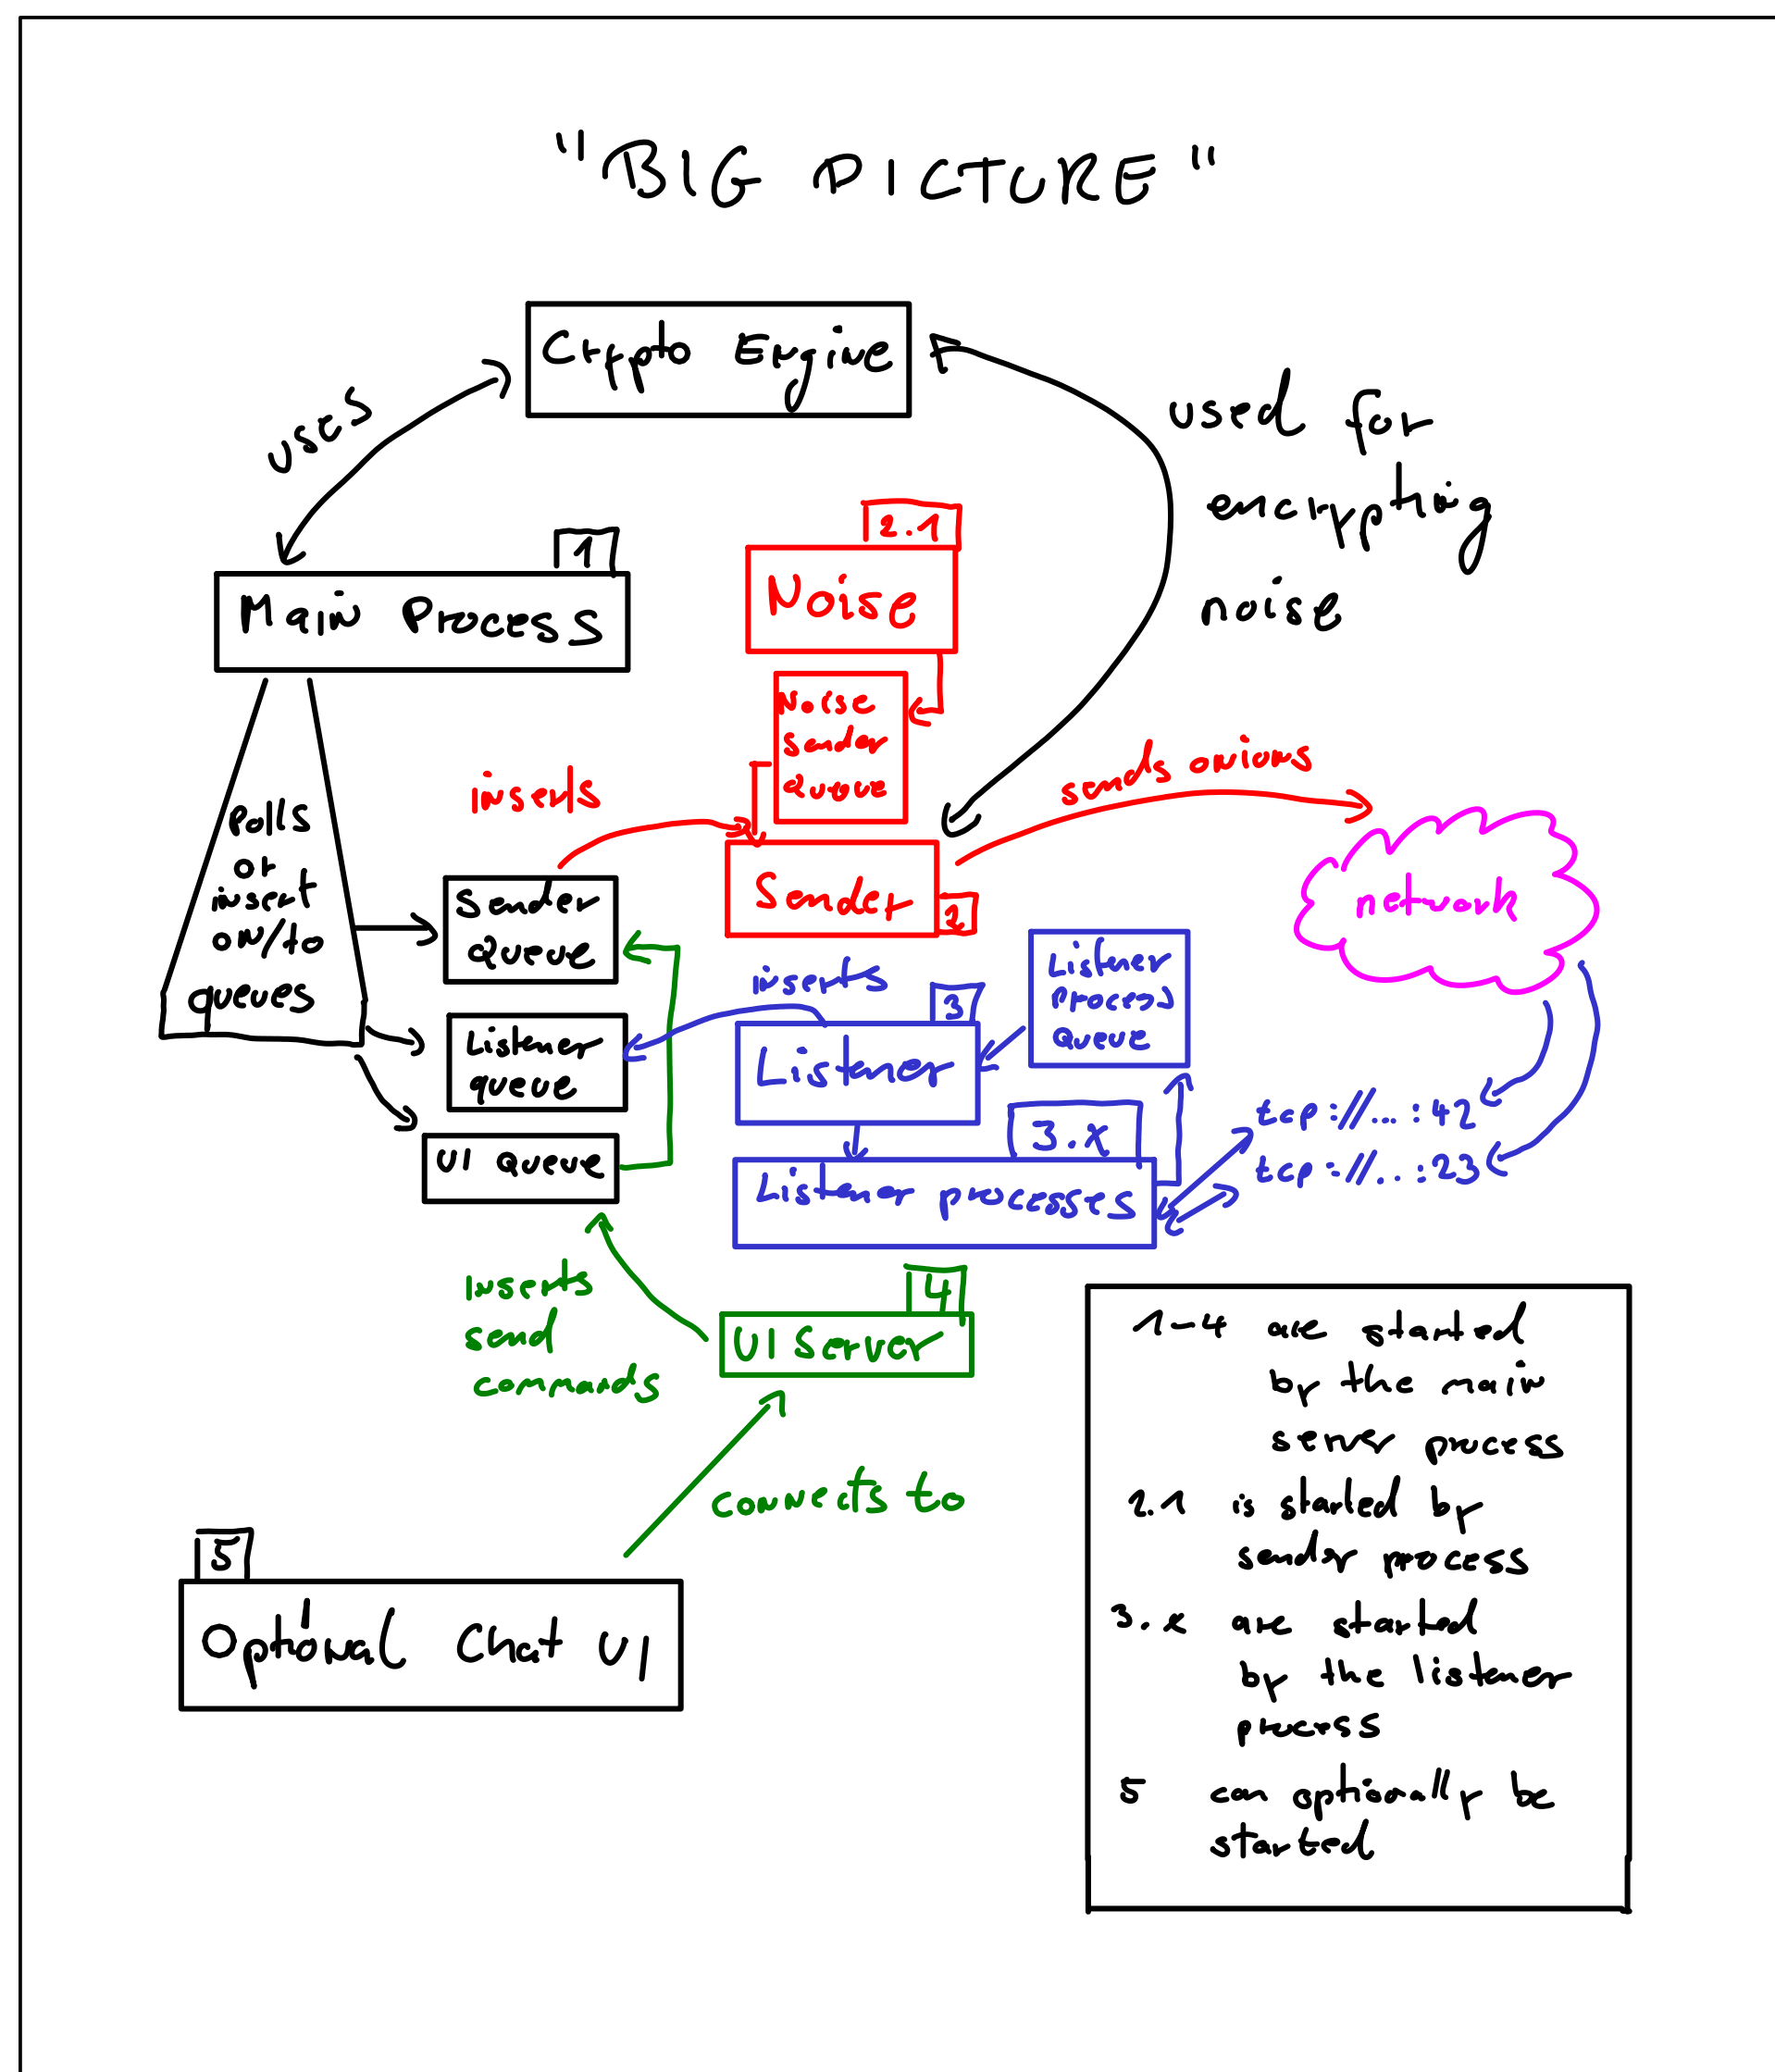 "BIG PICTURE"
Crypto Engine
uses
used for
encrypting
noise
1
Main Process
2.1
Noise
Noise
sender
queue
inserts
sends onions
polls
or
insert
on/to
queues
Sender
Queue
Sender
2
network
inserts
3
Listener
process
Queue
Listener
queue
Listener
tcp://...:42
tcp://..:23
3.x
UI Queue
Listener processes
inserts
send
commands
4
UI Server
connects to
5
Optional Chat UI
1-4 are started
by the main
server process
2.1 is started by
sender process
3.x are started
by the listener
process
5 can optionally be
started